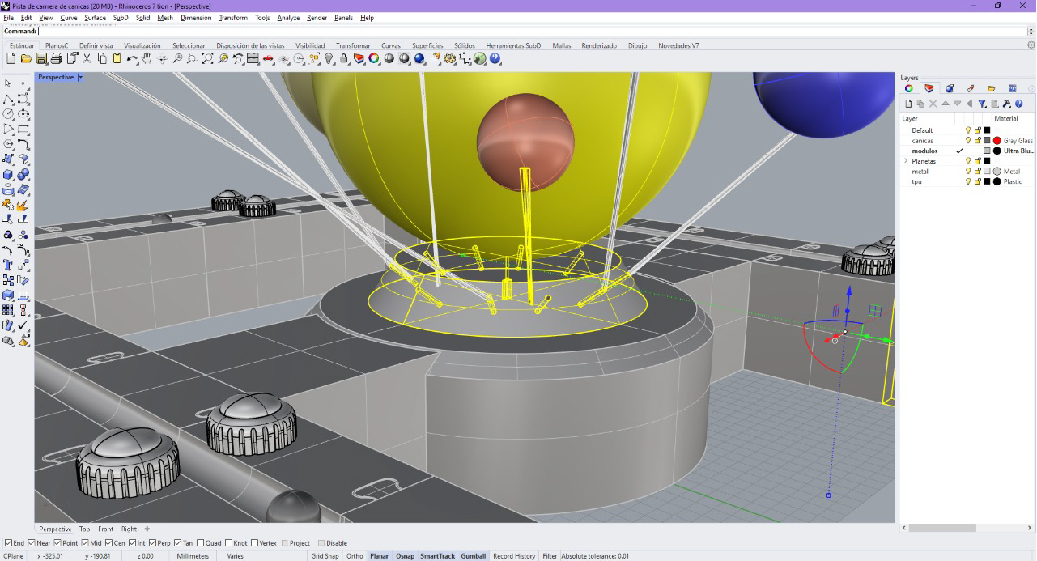 Pista de carrera de canicas (20 MB) - Rhinoceros 7 - [Perspective]
File Edit View Curve Surface SubD Solid Mesh Dimension Transform Tools Analyze Render Panels Help
Command:
Estándar PlanosC Definir vista Visualización Seleccionar Disposición de las vistas Visibilidad Transformar Curvas Superficies Sólidos Herramientas SubD Mallas Renderizado Dibujo Novedades V7
Perspective
Layers
Layer Material
Default
canicas Gray Glass
modulos Ultra Blu...
Planetas
metal Metal
tpu Plastic
Perspective Top Front Right
End Near Point Mid Cen Int Perp Tan Quad Knot Vertex Project Disable
CPlane x -325.01 y -190.81 z 0.00 Millimeters Varies Grid Snap Ortho Planar Osnap SmartTrack Gumball Record History Filter Absolute tolerance: 0.01